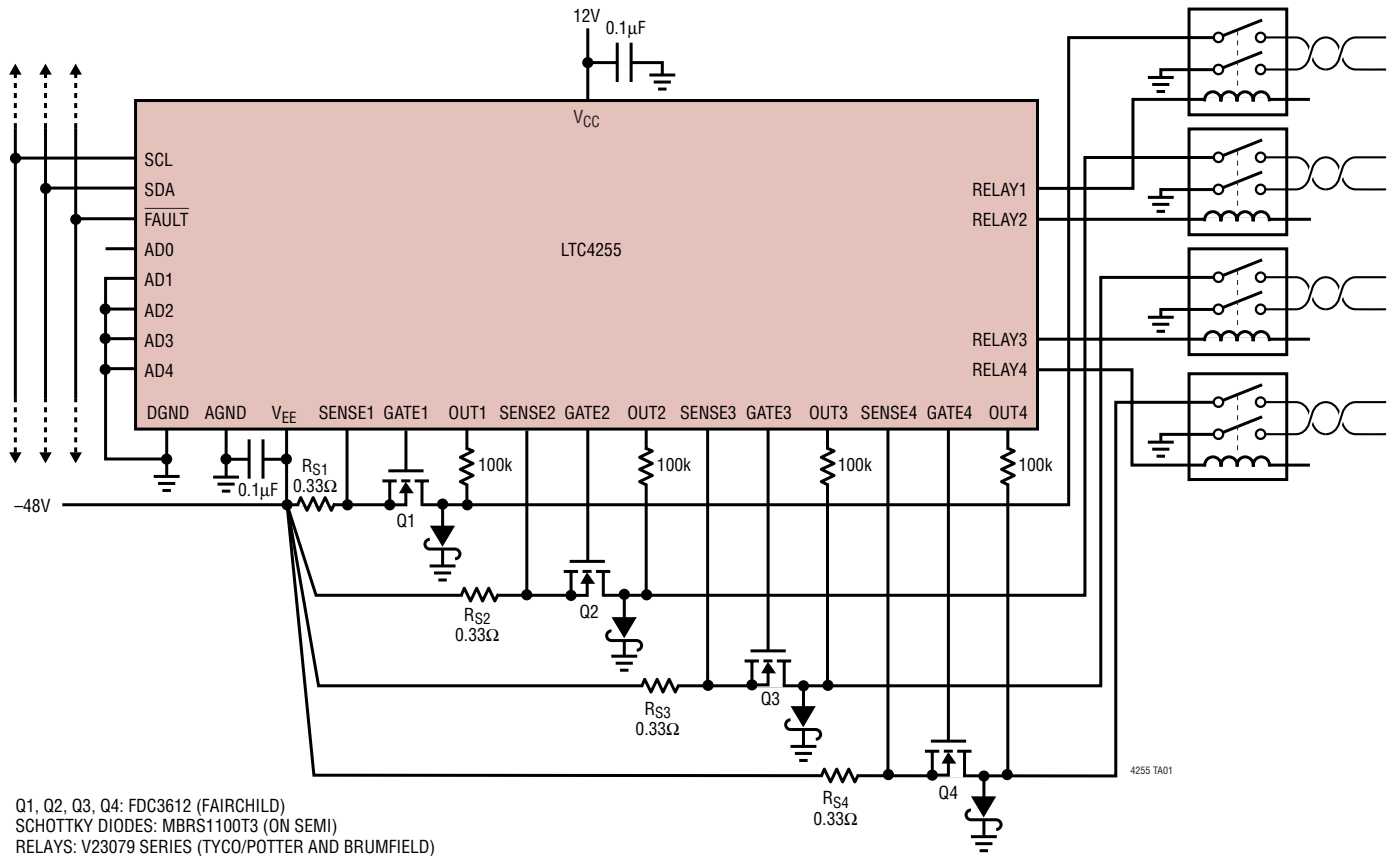 12V
0.1µF
VCC
SCL
SDA
FAULT
AD0
AD1
AD2
AD3
AD4
LTC4255
RELAY1
RELAY2
RELAY3
RELAY4
DGND AGND VEE SENSE1 GATE1 OUT1 SENSE2 GATE2 OUT2 SENSE3 GATE3 OUT3 SENSE4 GATE4 OUT4
0.1µF
RS1
0.33Ω
100k
100k
100k
100k
–48V
Q1
RS2
0.33Ω
Q2
RS3
0.33Ω
Q3
RS4
0.33Ω
Q4
4255 TA01
Q1, Q2, Q3, Q4: FDC3612 (FAIRCHILD)
SCHOTTKY DIODES: MBRS1100T3 (ON SEMI)
RELAYS: V23079 SERIES (TYCO/POTTER AND BRUMFIELD)